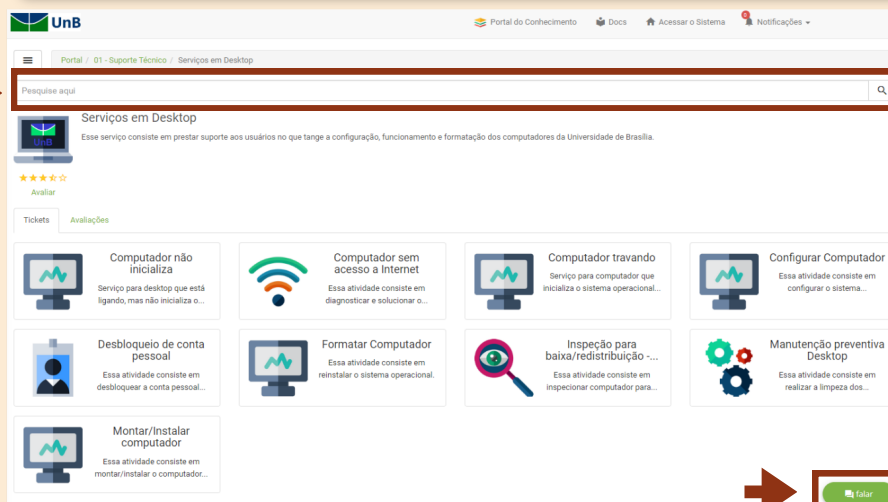 UnB
Portal do Conhecimento
Docs
Acessar o Sistema
0
Notificações
Portal / 01 - Suporte Técnico / Serviços em Desktop
Pesquise aqui
Serviços em Desktop
Esse serviço consiste em prestar suporte aos usuários no que tange a configuração, funcionamento e formatação dos computadores da Universidade de Brasília.
UnB
Avaliar
Tickets
Avaliações
Computador não
inicializa
Serviço para desktop que está
ligando, mas não inicializa o...
Computador sem
acesso a Internet
Essa atividade consiste em
diagnosticar e solucionar o...
Computador travando
Serviço para computador que
inicializa o sistema operacional...
Configurar Computador
Essa atividade consiste em
configurar o sistema...
Desbloqueio de conta
pessoal
Essa atividade consiste em
desbloquear a conta pessoal...
Formatar Computador
Essa atividade consiste em
reinstalar o sistema operacional.
Inspeção para
baixa/redistribuição -...
Essa atividade consiste em
inspecionar computador para...
Manutenção preventiva
Desktop
Essa atividade consiste em
realizar a limpeza dos...
Montar/Instalar
computador
Essa atividade consiste em
montar/instalar o computador...
falar